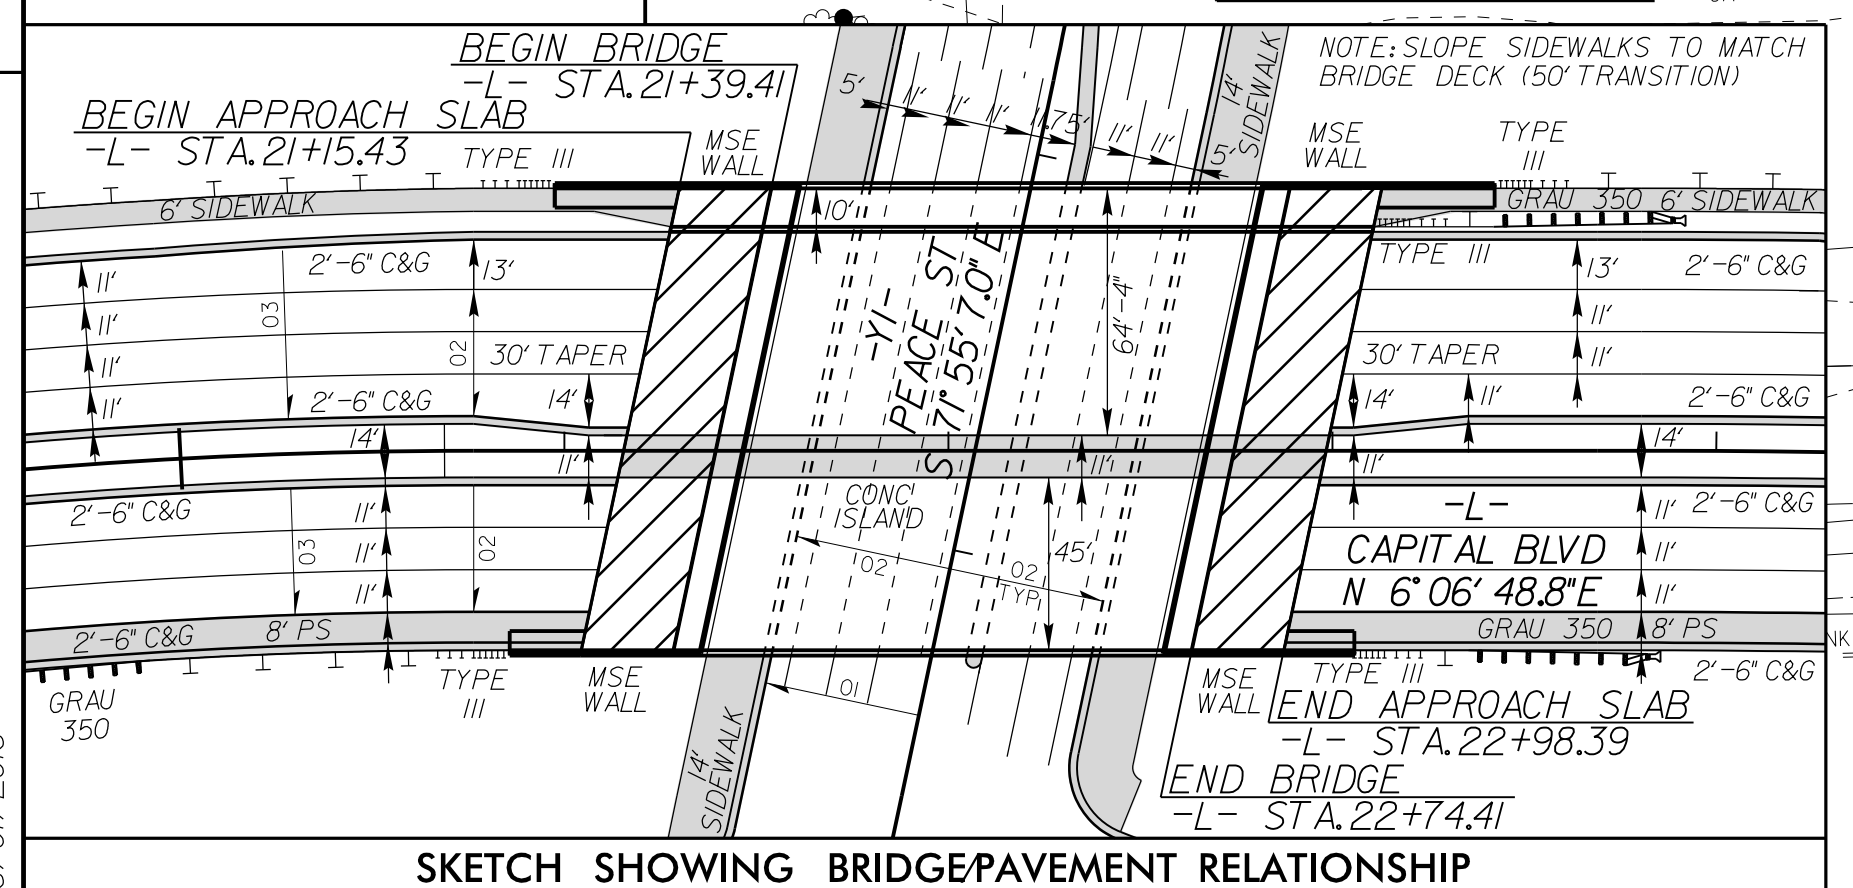 BEGIN BRIDGE
-L- STA. 21+39.41
BEGIN APPROACH SLAB
-L- STA. 21+15.43
TYPE III
MSE
WALL
5'
11'
11'
11'
11.75'
11'
11'
5'
14'
SIDEWALK
NOTE: SLOPE SIDEWALKS TO MATCH
BRIDGE DECK (50' TRANSITION)
MSE
WALL
TYPE
III
6' SIDEWALK
10'
GRAU 350
6' SIDEWALK
2'-6" C&G
13'
TYPE III
13'
2'-6" C&G
11'
11'
11'
11'
03
02
30' TAPER
-Y1-
PEACE ST
S 71° 55' 7.0" E
64'-4"
30' TAPER
11'
11'
2'-6" C&G
14'
14'
11'
2'-6" C&G
14'
11'
11'
11'
14'
2'-6" C&G
11'
11'
11'
03
02
CONC
ISLAND
02
02
TYP.
45'
-L-
CAPITAL BLVD
N 6° 06' 48.8" E
11'
11'
11'
2'-6" C&G
2'-6" C&G
8' PS
GRAU 350
8' PS
NK
GRAU
350
TYPE
III
MSE
WALL
01
MSE
WALL
TYPE III
2'-6" C&G
14'
SIDEWALK
END APPROACH SLAB
-L- STA. 22+98.39
END BRIDGE
-L- STA. 22+74.41
SKETCH SHOWING BRIDGE/PAVEMENT RELATIONSHIP